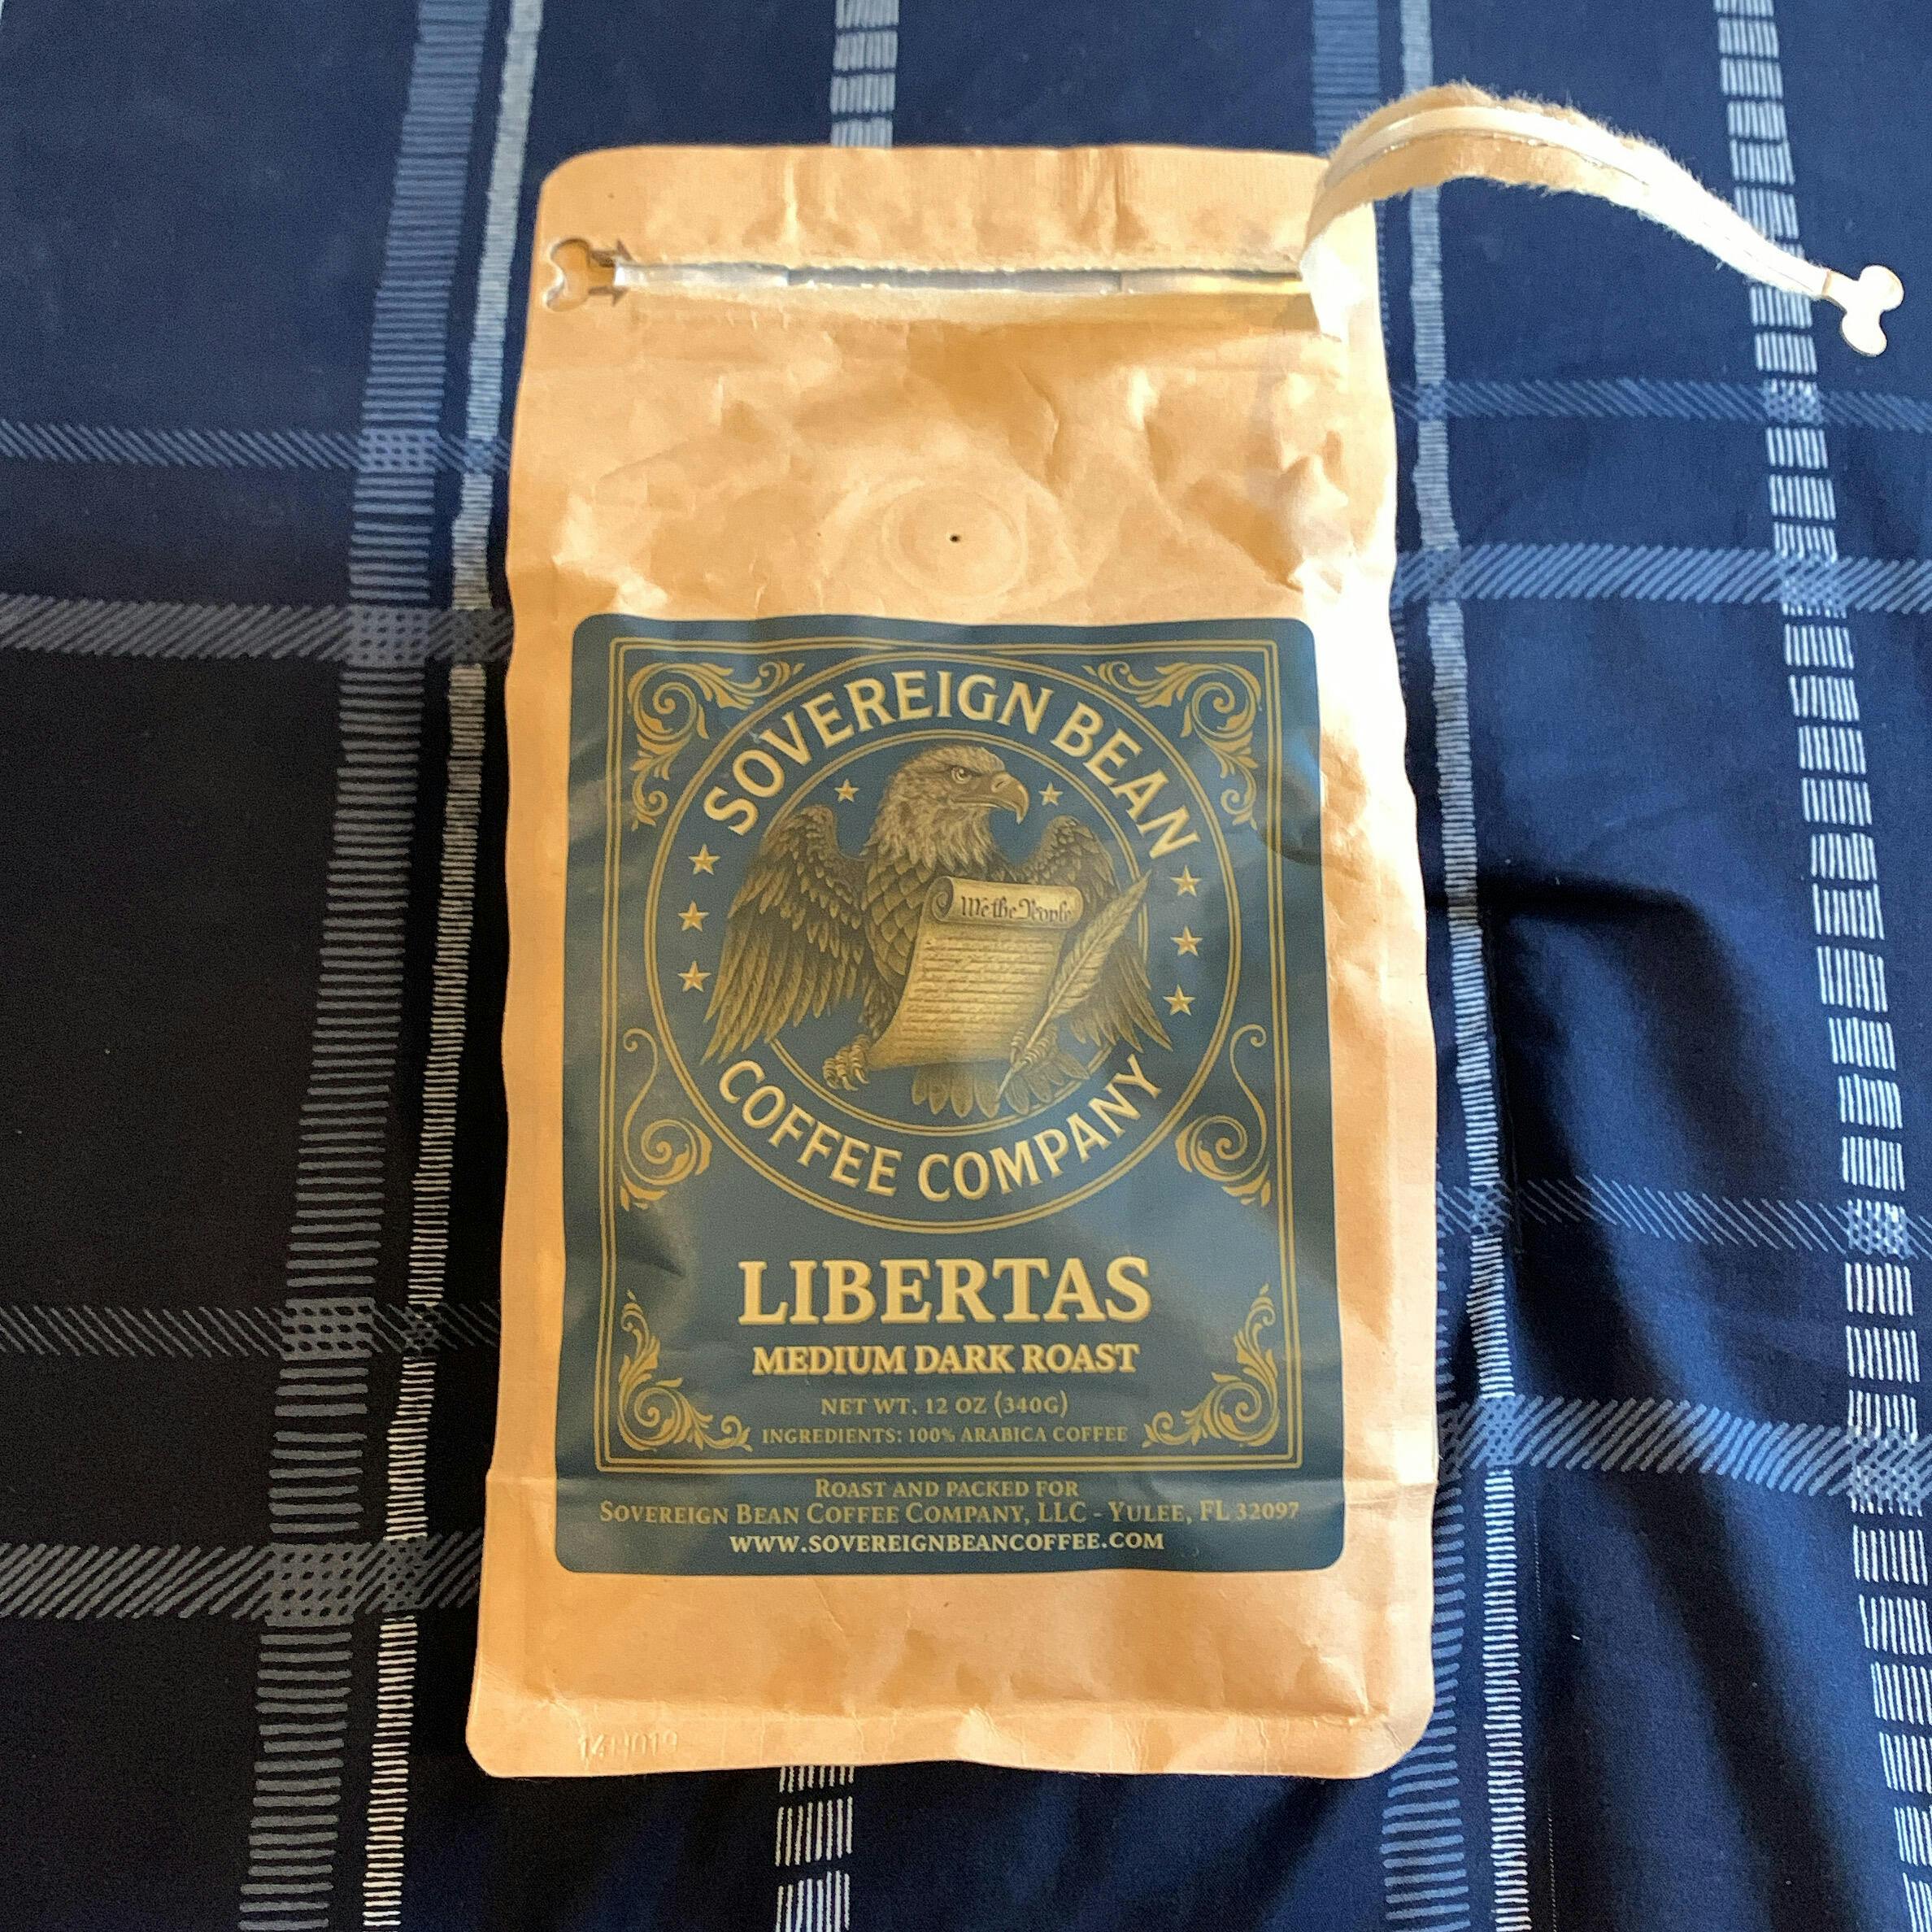 SOVEREIGN BEAN
We the People
COFFEE COMPANY
LIBERTAS
MEDIUM DARK ROAST
NET WT. 12 OZ (340G)
INGREDIENTS: 100% ARABICA COFFEE
ROAST AND PACKED FOR
SOVEREIGN BEAN COFFEE COMPANY, LLC - YULEE, FL 32097
WWW.SOVEREIGNBEANCOFFEE.COM